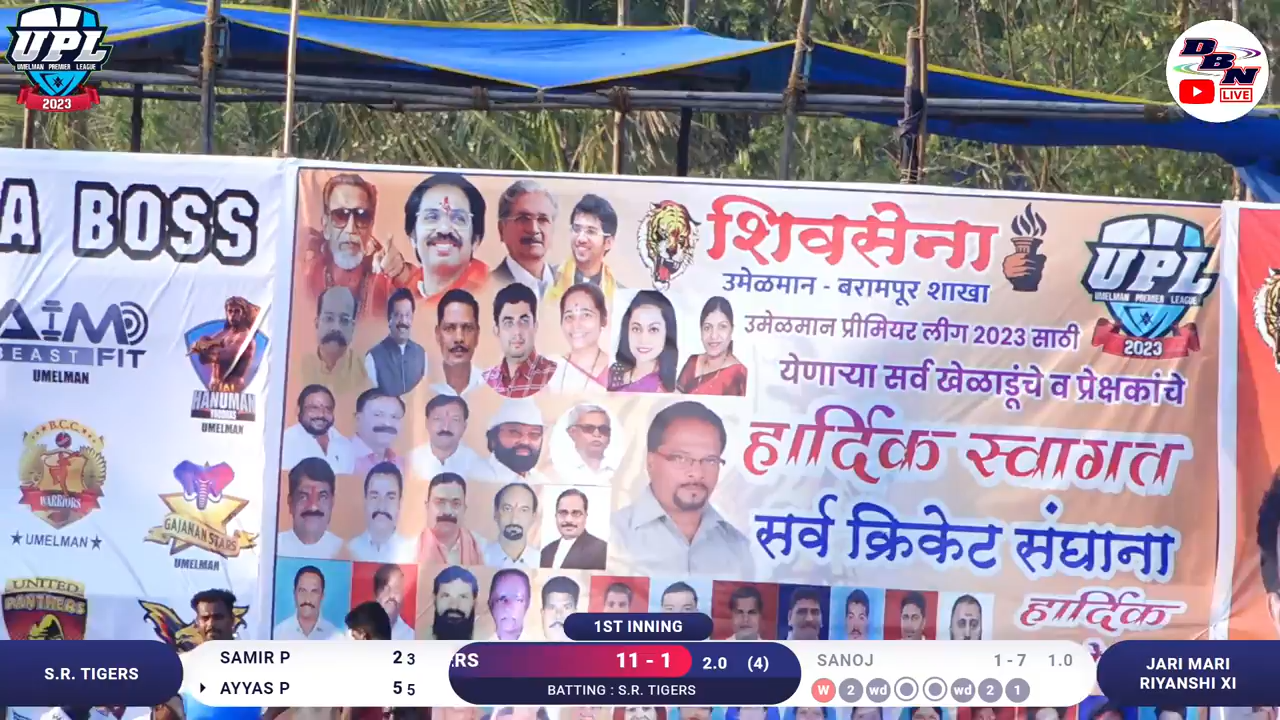 UPL
UMELMAN PREMIER LEAGUE
2023
DBN
LIVE
A BOSS
AIM
BEAST FIT
UMELMAN
HANUMAN
UMELMAN
B.C.C.
WARRIORS
★UMELMAN★
GAJANAN STARS
UMELMAN
UNITED
PANTHERS
शिवसेना
उमेळमान - बरामपूर शाखा
उमेळमान प्रीमियर लीग 2023 साठी
येणाऱ्या सर्व खेळाडूंचे व प्रेक्षकांचे
हार्दिक स्वागत
सर्व क्रिकेट संघाना
हार्दिक
UPL
UMELMAN PREMIER LEAGUE
2023
1ST INNING
S.R. TIGERS
SAMIR P 2 3
AYYAS P 5 5
ERS 11 - 1 2.0 (4)
BATTING : S.R. TIGERS
SANOJ 1 - 7 1.0
W 2 wd wd 2 1
JARI MARI
RIYANSHI XI